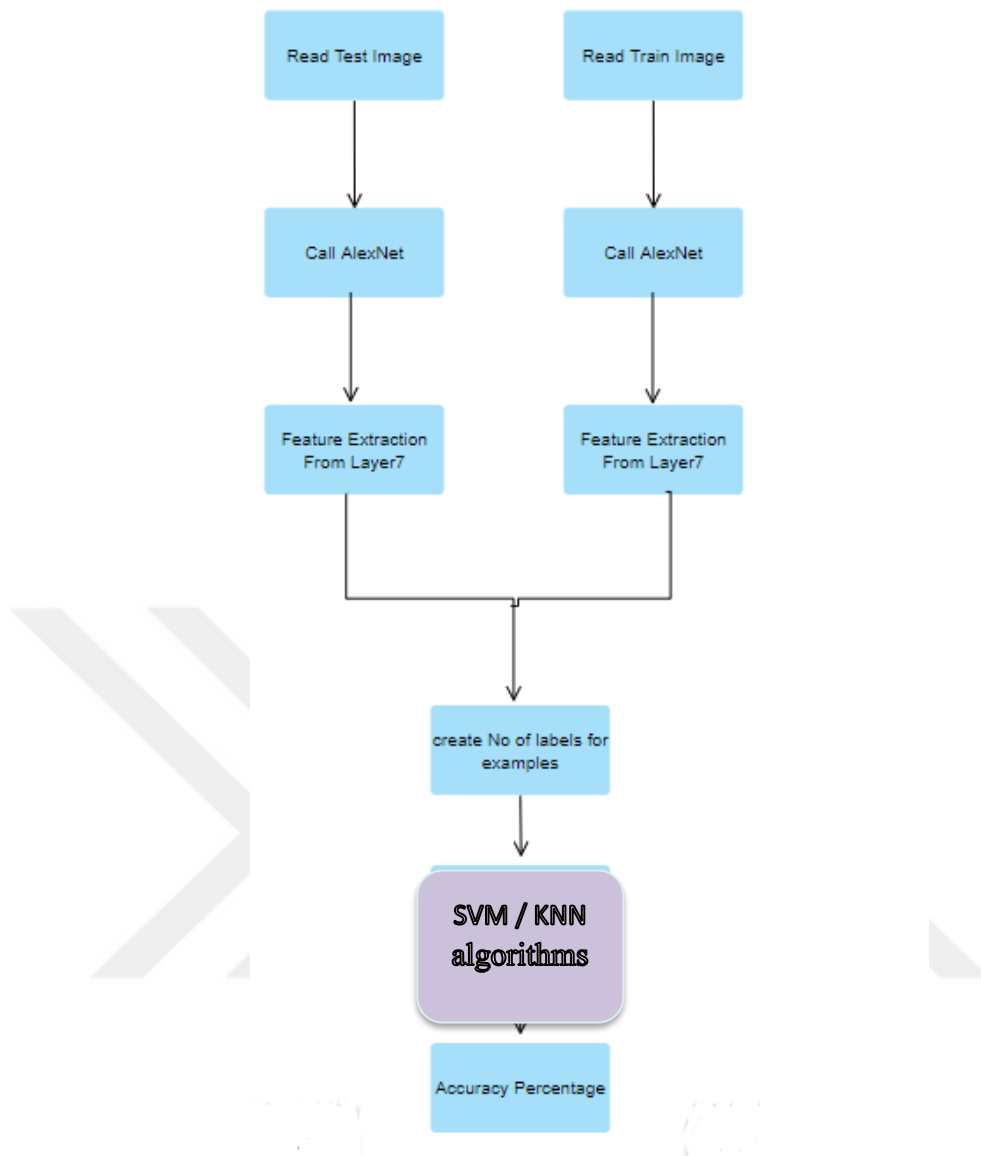 Read Test Image
Read Train Image
Call AlexNet
Call AlexNet
Feature Extraction
From Layer7
Feature Extraction
From Layer7
create No of labels for
examples
SVM / KNN
algorithms
Accuracy Percentage